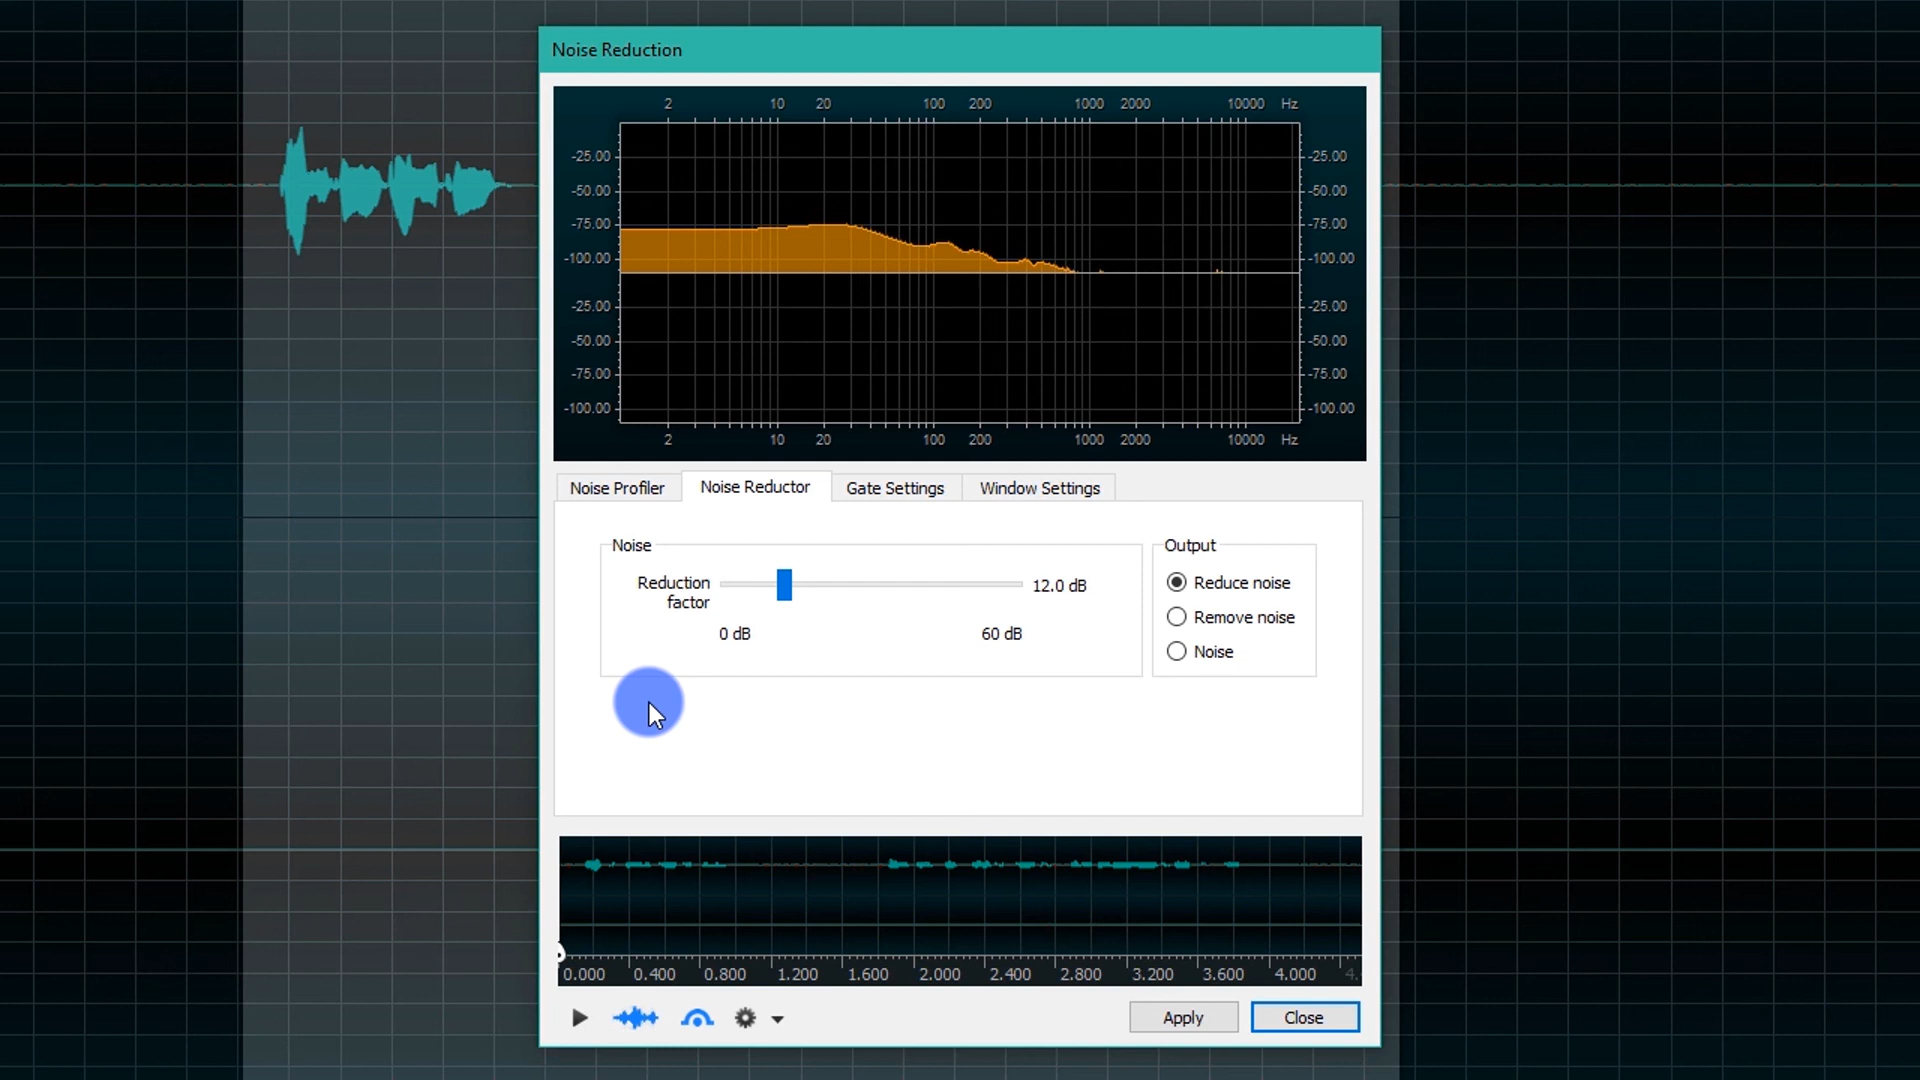 Noise Reduction
2 10 20 100 200 1000 2000 10000 Hz
-25.00 -25.00
-50.00 -50.00
-75.00 -75.00
-100.00 -100.00
-25.00 -25.00
-50.00 -50.00
-75.00 -75.00
-100.00 -100.00
2 10 20 100 200 1000 2000 10000 Hz
Noise Profiler Noise Reductor Gate Settings Window Settings
Noise
Reduction factor
12.0 dB
0 dB 60 dB
Output
Reduce noise
Remove noise
Noise
0.000 0.400 0.800 1.200 1.600 2.000 2.400 2.800 3.200 3.600 4.000
Apply Close